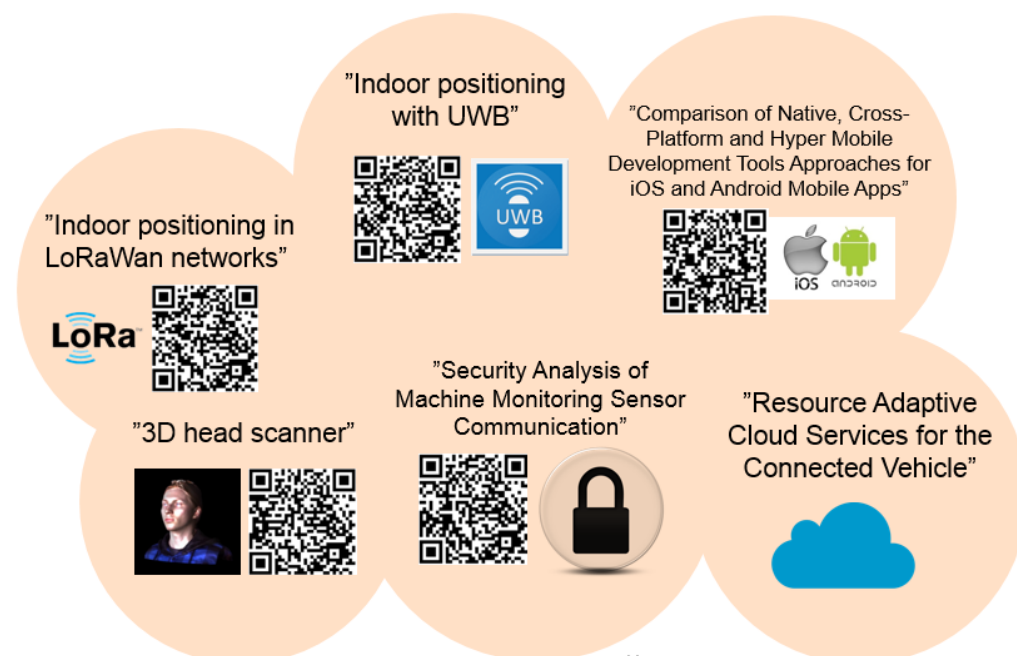 ”Indoor positioning
with UWB”
UWB
”Comparison of Native, Cross-
Platform and Hyper Mobile
Development Tools Approaches for
iOS and Android Mobile Apps”
iOS
ANDROID
”Indoor positioning in
LoRaWan networks”
LoRa
”Security Analysis of
Machine Monitoring Sensor
Communication”
”3D head scanner”
”Resource Adaptive
Cloud Services for the
Connected Vehicle”